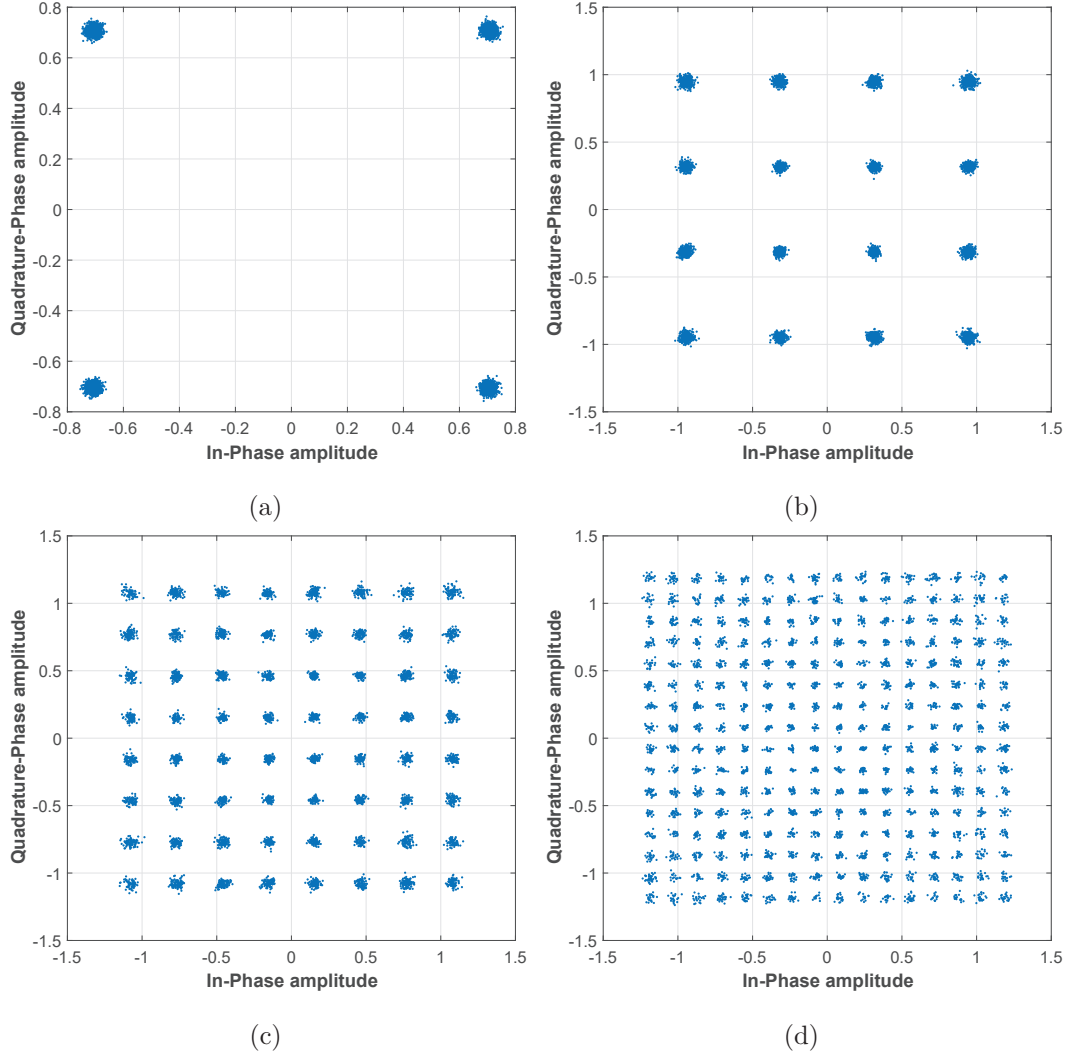 0.8
0.6
0.4
0.2
0
-0.2
-0.4
-0.6
-0.8
Quadrature-Phase amplitude
-0.8 -0.6 -0.4 -0.2 0 0.2 0.4 0.6 0.8
In-Phase amplitude
(a)
1.5
1
0.5
0
-0.5
-1
-1.5
Quadrature-Phase amplitude
-1.5 -1 -0.5 0 0.5 1 1.5
In-Phase amplitude
(b)
1.5
1
0.5
0
-0.5
-1
-1.5
Quadrature-Phase amplitude
-1.5 -1 -0.5 0 0.5 1 1.5
In-Phase amplitude
(c)
1.5
1
0.5
0
-0.5
-1
-1.5
Quadrature-Phase amplitude
-1.5 -1 -0.5 0 0.5 1 1.5
In-Phase amplitude
(d)